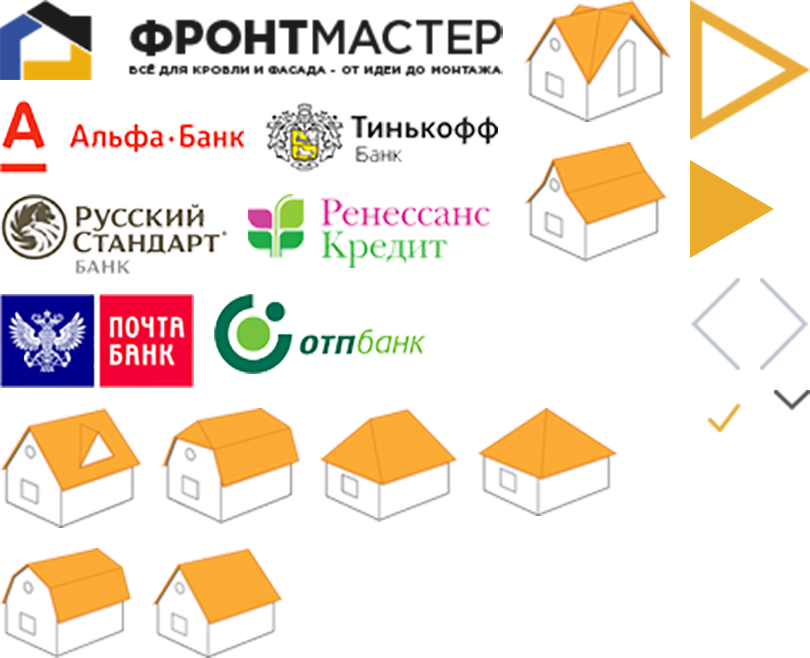 ФРОНТМАСТЕР
ВСЁ ДЛЯ КРОВЛИ И ФАСАДА - ОТ ИДЕИ ДО МОНТАЖА
А
Альфа·Банк
Тинькофф
Банк
Русский
Стандарт
БАНК
Ренессанс
Кредит
ПОЧТА
БАНК
отпбанк